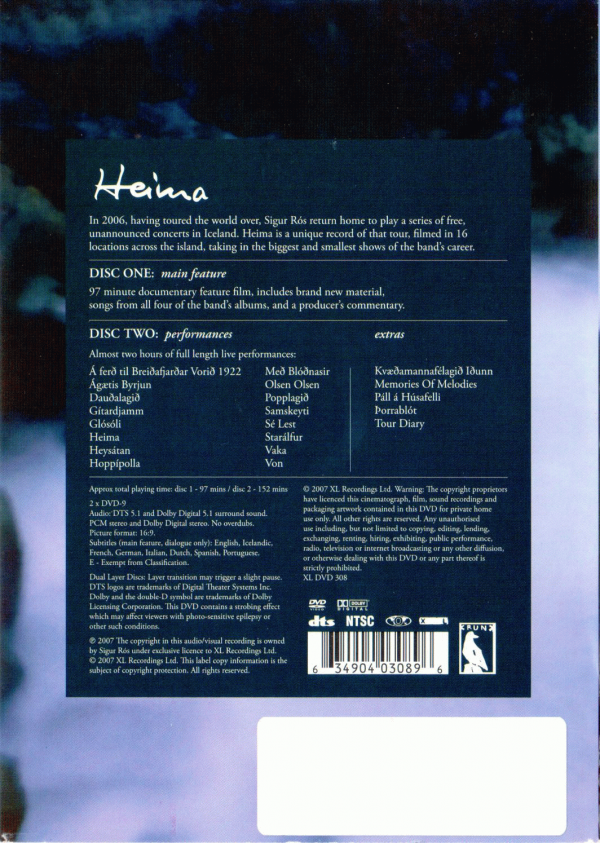 Heima
In 2006, having toured the world over, Sigur Rós return home to play a series of free,
unannounced concerts in Iceland. Heima is a unique record of that tour, filmed in 16
locations across the island, taking in the biggest and smallest shows of the band's career.
DISC ONE: main feature
97 minute documentary feature film, includes brand new material,
songs from all four of the band's albums, and a producer's commentary.
DISC TWO: performances
Almost two hours of full length live performances:
Á ferð til Breiðafjarðar Vorið 1922
Ágætis Byrjun
Dauðalagið
Gítardjamm
Glósóli
Heima
Heysátan
Hoppípolla
Með Blóðnasir
Olsen Olsen
Popplagið
Samskeyti
Sé Lest
Starálfur
Vaka
Von
extras
Kvæðamannafélagið Iðunn
Memories Of Melodies
Páll á Húsafelli
Þorrablót
Tour Diary
Approx total playing time: disc 1 - 97 mins / disc 2 - 152 mins
2 x DVD-9
Audio: DTS 5.1 and Dolby Digital 5.1 surround sound.
PCM stereo and Dolby Digital stereo. No overdubs.
Picture format: 16:9.
Subtitles (main feature, dialogue only): English, Icelandic,
French, German, Italian, Dutch, Spanish, Portuguese.
E - Exempt from Classification.
Dual Layer Discs: Layer transition may trigger a slight pause.
DTS logos are trademarks of Digital Theater Systems Inc.
Dolby and the double-D symbol are trademarks of Dolby
Licensing Corporation. This DVD contains a strobing effect
which may affect viewers with photo-sensitive epilepsy or
other such conditions.
℗ 2007 The copyright in this audio/visual recording is owned
by Sigur Rós under exclusive licence to XL Recordings Ltd.
© 2007 XL Recordings Ltd. This label copy information is the
subject of copyright protection. All rights reserved.
© 2007 XL Recordings Ltd. Warning: The copyright proprietors
have licenced this cinematograph, film, sound recordings and
packaging artwork contained in this DVD for private home
use only. All other rights are reserved. Any unauthorised
use including, but not limited to copying, editing, lending,
exchanging, renting, hiring, exhibiting, public performance,
radio, television or internet broadcasting or any other diffusion,
or otherwise dealing with this DVD or any part thereof is
strictly prohibited.
XL DVD 308
DVD VIDEO DOLBY DIGITAL
dts NTSC X L
KRUNK
6 34904 03089 6